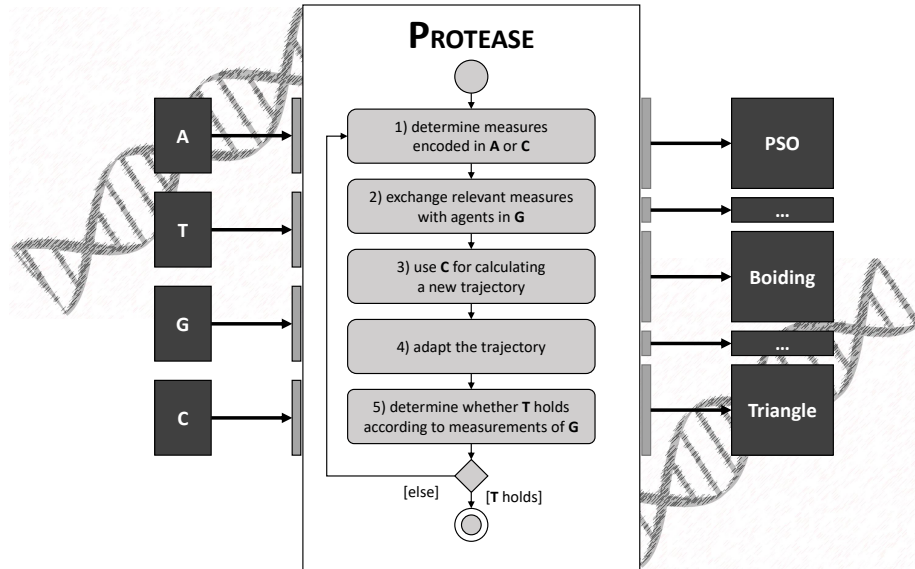 PROTEASE
A
T
G
C
1) determine measures
encoded in A or C
2) exchange relevant measures
with agents in G
3) use C for calculating
a new trajectory
4) adapt the trajectory
5) determine whether T holds
according to measurements of G
[else]
[T holds]
PSO
...
Boiding
...
Triangle